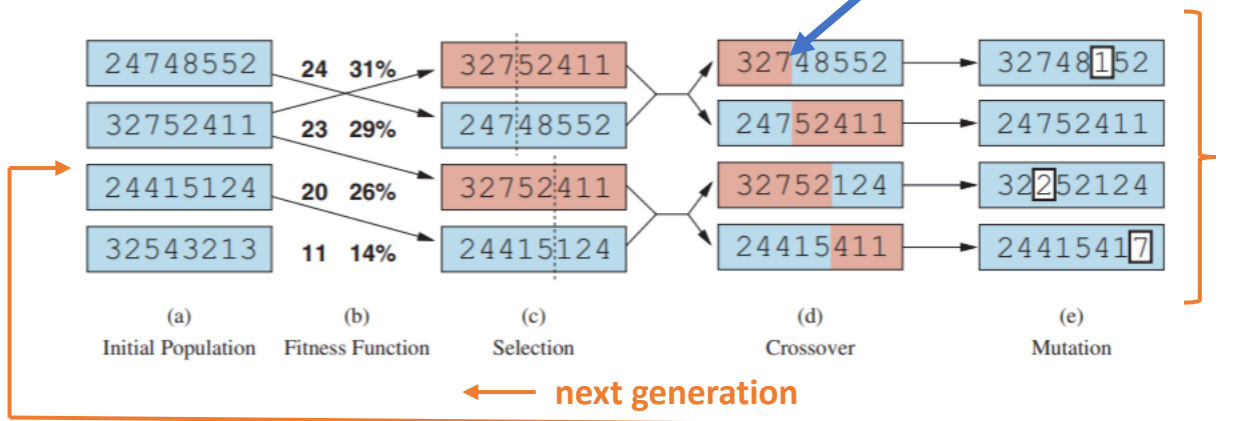 24748552 24 31% 32752411 32748552 32748152
32752411 23 29% 24748552 24752411 24752411
24415124 20 26% 32752411 32752124 32252124
32543213 11 14% 24415124 24415411 24415417
(a) (b) (c) (d) (e)
Initial Population Fitness Function Selection Crossover Mutation
next generation